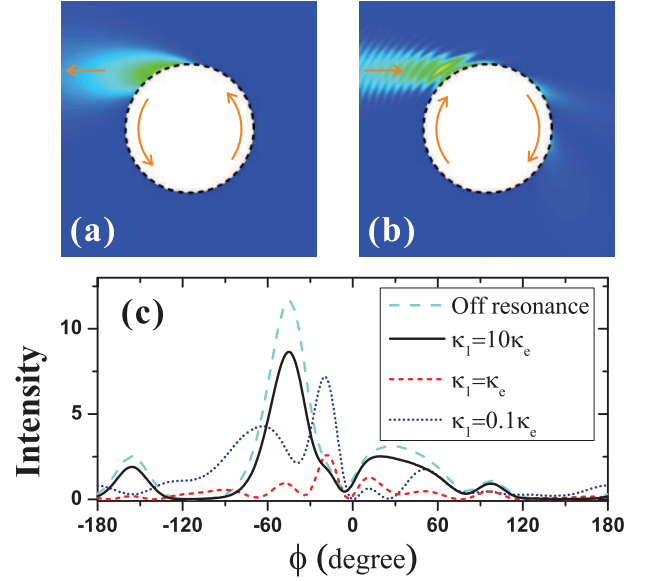 (a)
(b)
(c)
Off resonance
κ₁=10κₑ
κ₁=κₑ
κ₁=0.1κₑ
Intensity
10
5
0
-180
-120
-60
0
60
120
180
ϕ (degree)